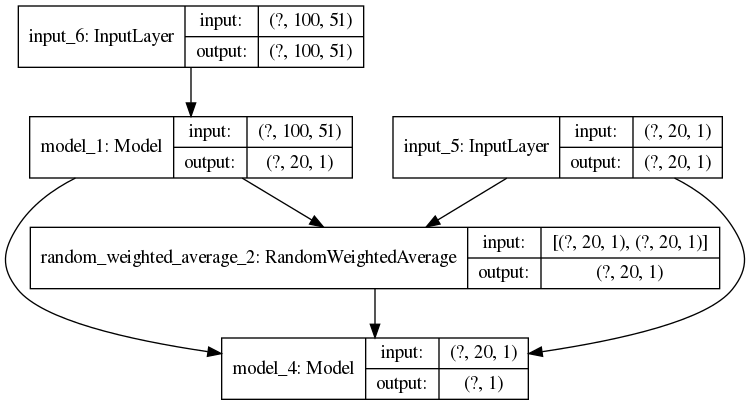 input_6: InputLayer
input: (?, 100, 51)
output: (?, 100, 51)
model_1: Model
input: (?, 100, 51)
output: (?, 20, 1)
input_5: InputLayer
input: (?, 20, 1)
output: (?, 20, 1)
random_weighted_average_2: RandomWeightedAverage
input: [(?, 20, 1), (?, 20, 1)]
output: (?, 20, 1)
model_4: Model
input: (?, 20, 1)
output: (?, 1)